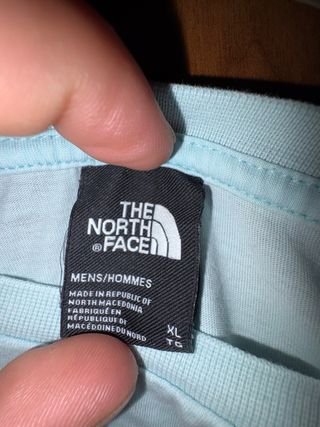 THE
NORTH
® FACE
MENS/HOMMES
MADE IN REPUBLIC OF
NORTH MACEDONIA
FABRIQUÉ EN
RÉPUBLIQUE DE
MACÉDOINE DU NORD
XL
TG